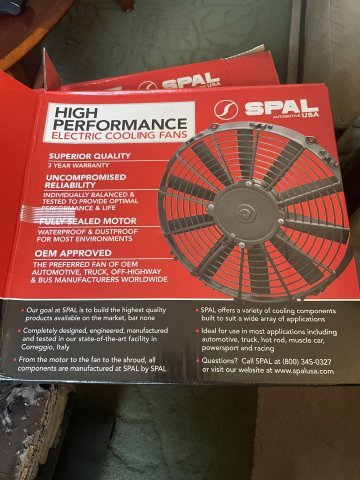 SPAL
AUTOMOTIVE USA
HIGH
PERFORMANCE
ELECTRIC COOLING FANS
SPAL
AUTOMOTIVE USA
SUPERIOR QUALITY
3 YEAR WARRANTY
UNCOMPROMISED
RELIABILITY
INDIVIDUALLY BALANCED &
TESTED TO PROVIDE OPTIMAL
PERFORMANCE & LIFE
FULLY SEALED MOTOR
WATERPROOF & DUSTPROOF
FOR MOST ENVIRONMENTS
OEM APPROVED
THE PREFERRED FAN OF OEM
AUTOMOTIVE, TRUCK, OFF-HIGHWAY
& BUS MANUFACTURERS WORLDWIDE
• Our goal at SPAL is to build the highest quality
products available on the market, bar none
• Completely designed, engineered, manufactured
and tested in our state-of-the-art facility in
Correggio, Italy
• From the motor to the fan to the shroud, all
components are manufactured at SPAL by SPAL
• SPAL offers a variety of cooling components
built to suit a wide array of applications
• Ideal for use in most applications including
automotive, truck, hot rod, muscle car,
powersport and racing
• Questions? Call SPAL at (800) 345-0327
or visit our website at www.spalusa.com